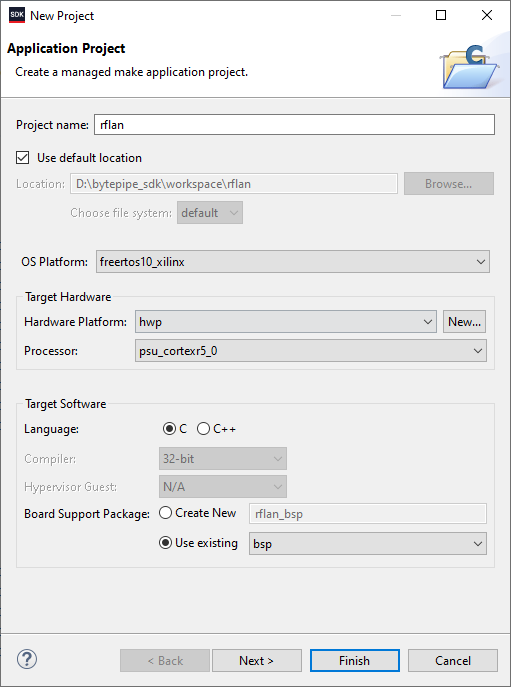 SDK New Project
Application Project
Create a managed make application project.
C
Project name: rflan
Use default location
Location: D:\bytepipe_sdk\workspace\rflan Browse...
Choose file system: default
OS Platform: freertos10_xilinx
Target Hardware
Hardware Platform: hwp New...
Processor: psu_cortexr5_0
Target Software
Language: C C++
Compiler: 32-bit
Hypervisor Guest: N/A
Board Support Package: Create New rflan_bsp
Use existing bsp
? < Back Next > Finish Cancel